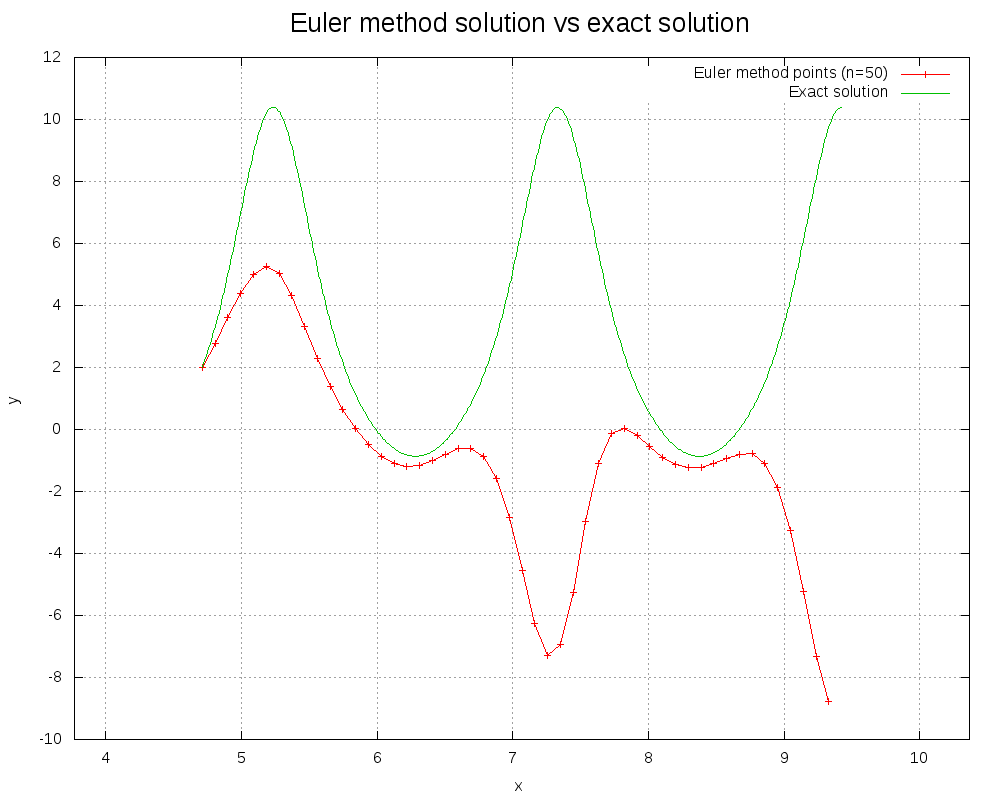 Euler method solution vs exact solution
Euler method points (n=50)
Exact solution
12
10
8
6
4
2
0
-2
-4
-6
-8
-10
y
4 5 6 7 8 9 10
x